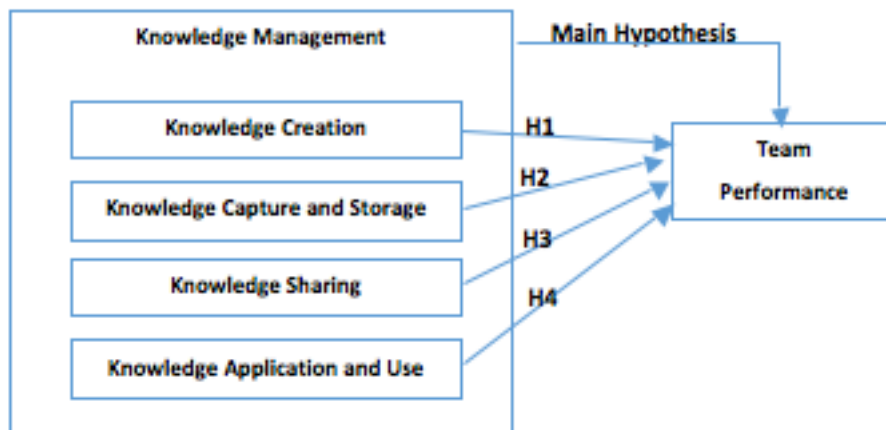 Knowledge Management
Main Hypothesis
Knowledge Creation
H1
Team
Performance
Knowledge Capture and Storage
H2
Knowledge Sharing
H3
Knowledge Application and Use
H4